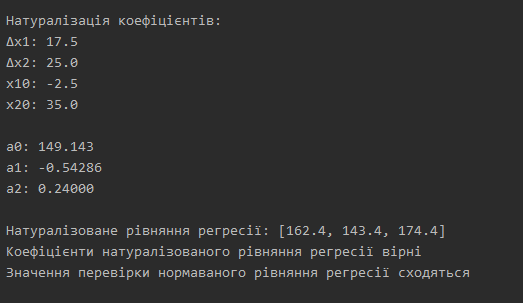 Натуралізація коефіцієнтів:
Δx1: 17.5
Δx2: 25.0
x10: -2.5
x20: 35.0
a0: 149.143
a1: -0.54286
a2: 0.24000
Натуралізоване рівняння регресії: [162.4, 143.4, 174.4]
Коефіцієнти натуралізованого рівняння регресії вірні
Значення перевірки нормаваного рівняння регресії сходяться